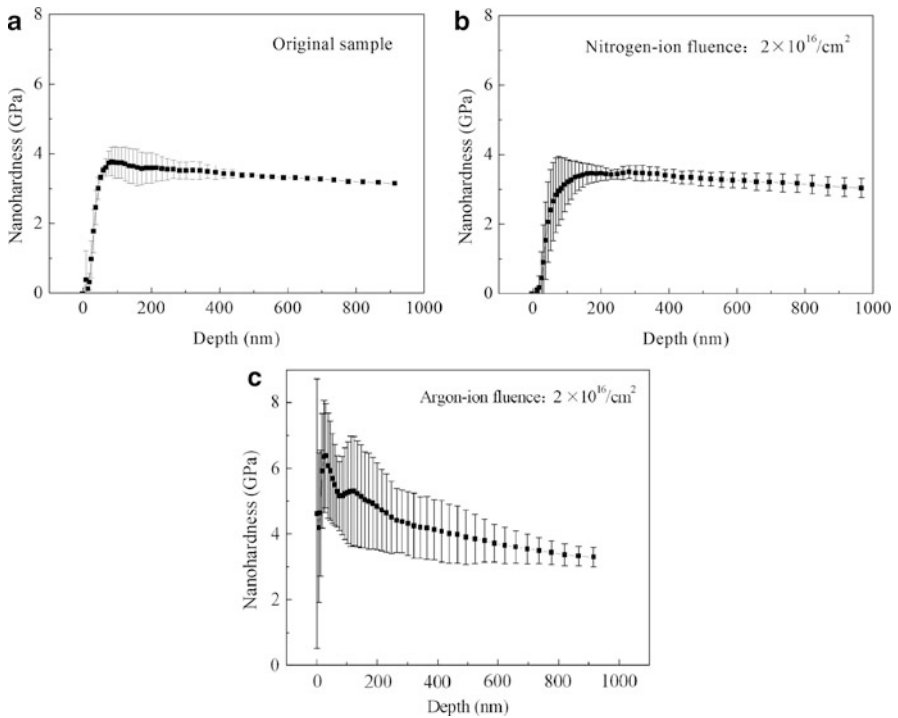 a
Original sample
Nanohardness (GPa)
8
6
4
2
0
0 200 400 600 800 1000
Depth (nm)
b
Nitrogen-ion fluence: 2×10¹⁶/cm²
Nanohardness (GPa)
8
6
4
2
0
0 200 400 600 800 1000
Depth (nm)
c
Argon-ion fluence: 2×10¹⁶/cm²
Nanohardness (GPa)
8
6
4
2
0
0 200 400 600 800 1000
Depth (nm)